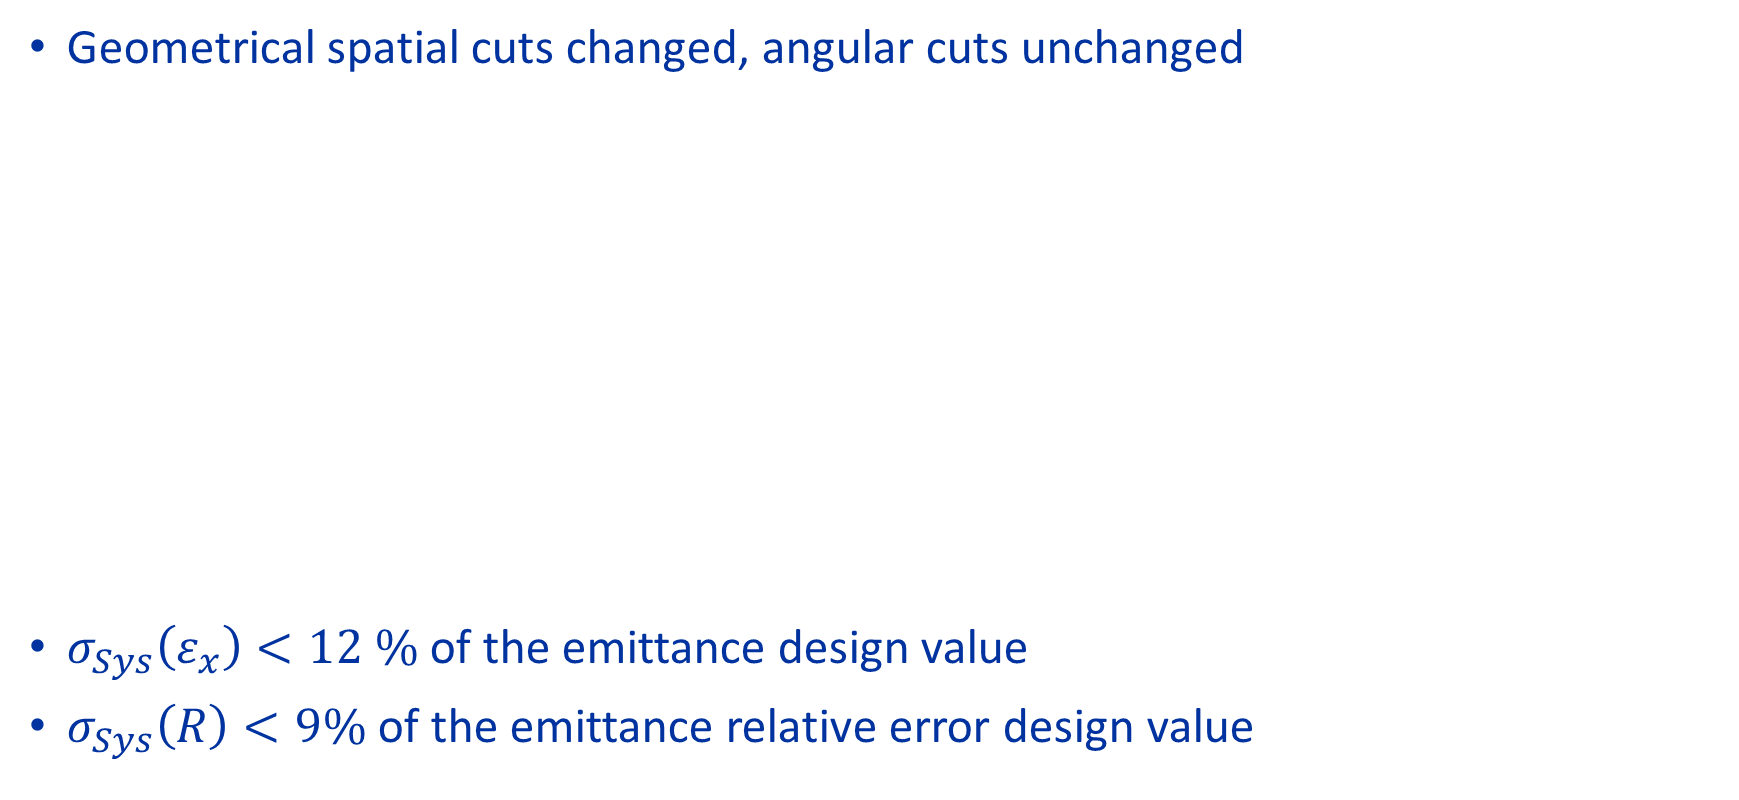 • Geometrical spatial cuts changed, angular cuts unchanged
• σ_Sys(ε_x) < 12 % of the emittance design value
• σ_Sys(R) < 9% of the emittance relative error design value